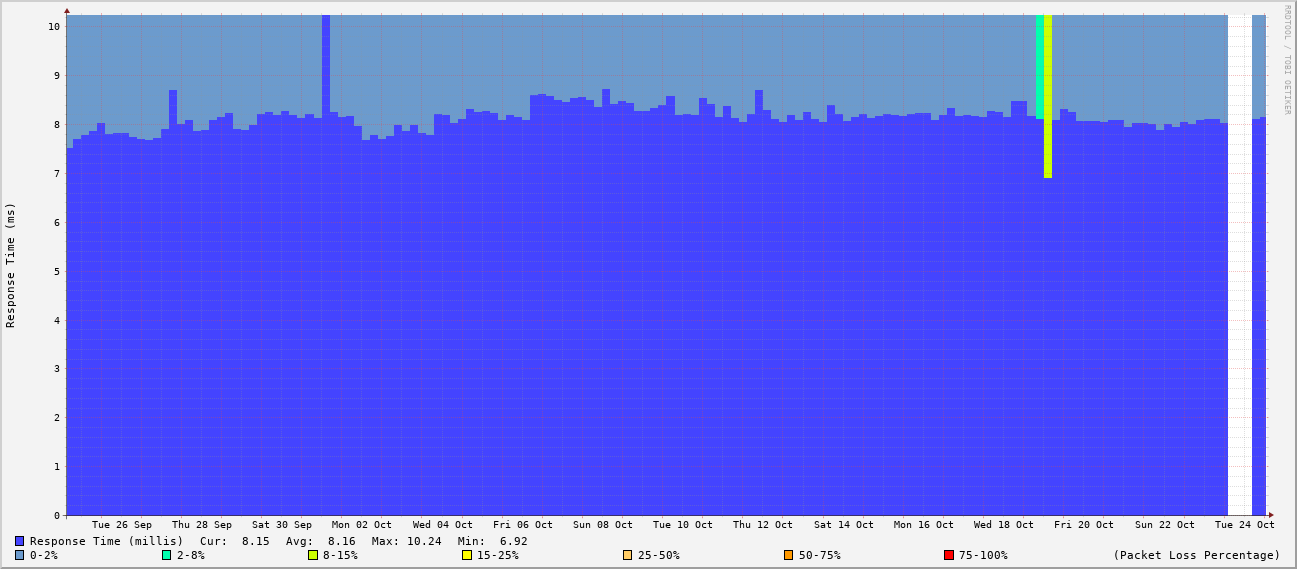 RRDTOOL / TOBI OETIKER
Response Time (ms)
10
9
8
7
6
5
4
3
2
1
0
Tue 26 Sep Thu 28 Sep Sat 30 Sep Mon 02 Oct Wed 04 Oct Fri 06 Oct Sun 08 Oct Tue 10 Oct Thu 12 Oct Sat 14 Oct Mon 16 Oct Wed 18 Oct Fri 20 Oct Sun 22 Oct Tue 24 Oct
Response Time (millis) Cur: 8.15 Avg: 8.16 Max: 10.24 Min: 6.92
0-2% 2-8% 8-15% 15-25% 25-50% 50-75% 75-100% (Packet Loss Percentage)